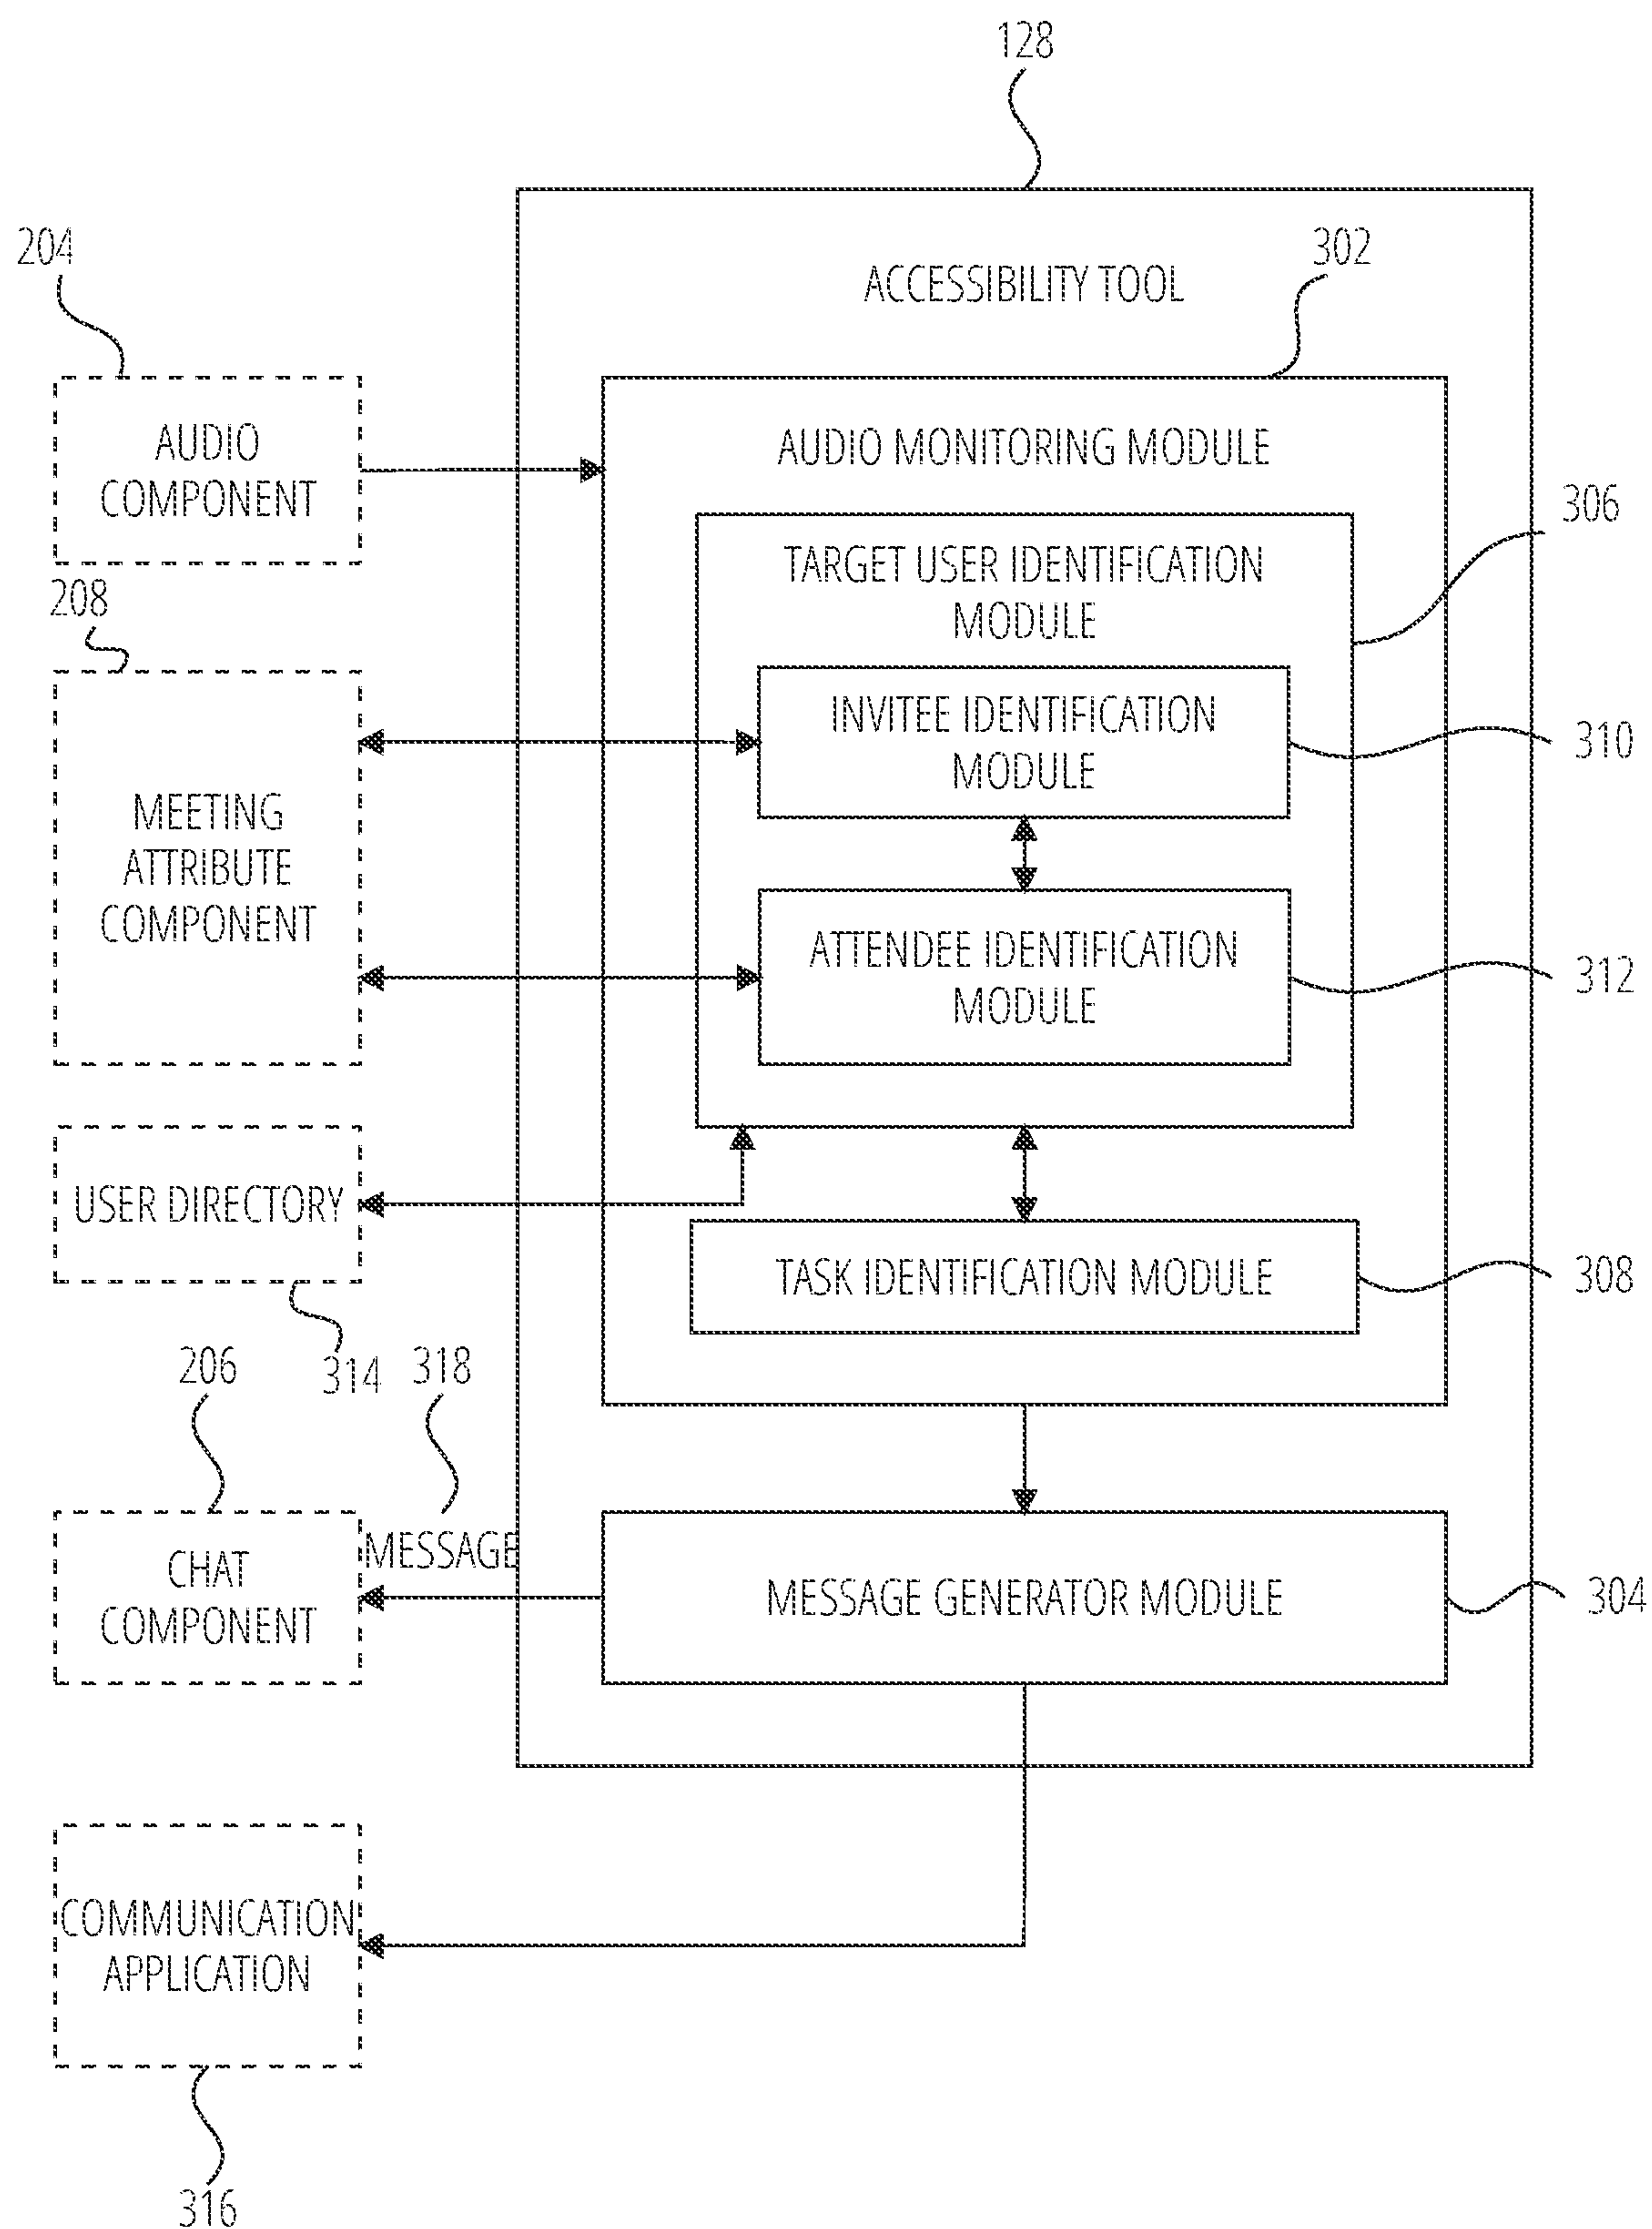 128
204
ACCESSIBILITY TOOL
302
AUDIO
COMPONENT
AUDIO MONITORING MODULE
306
208
TARGET USER IDENTIFICATION
MODULE
INVITEE IDENTIFICATION
MODULE
310
MEETING
ATTRIBUTE
COMPONENT
ATTENDEE IDENTIFICATION
MODULE
312
USER DIRECTORY
TASK IDENTIFICATION MODULE
308
314
206
318
CHAT
COMPONENT
MESSAGE
MESSAGE GENERATOR MODULE
304
COMMUNICATION
APPLICATION
316